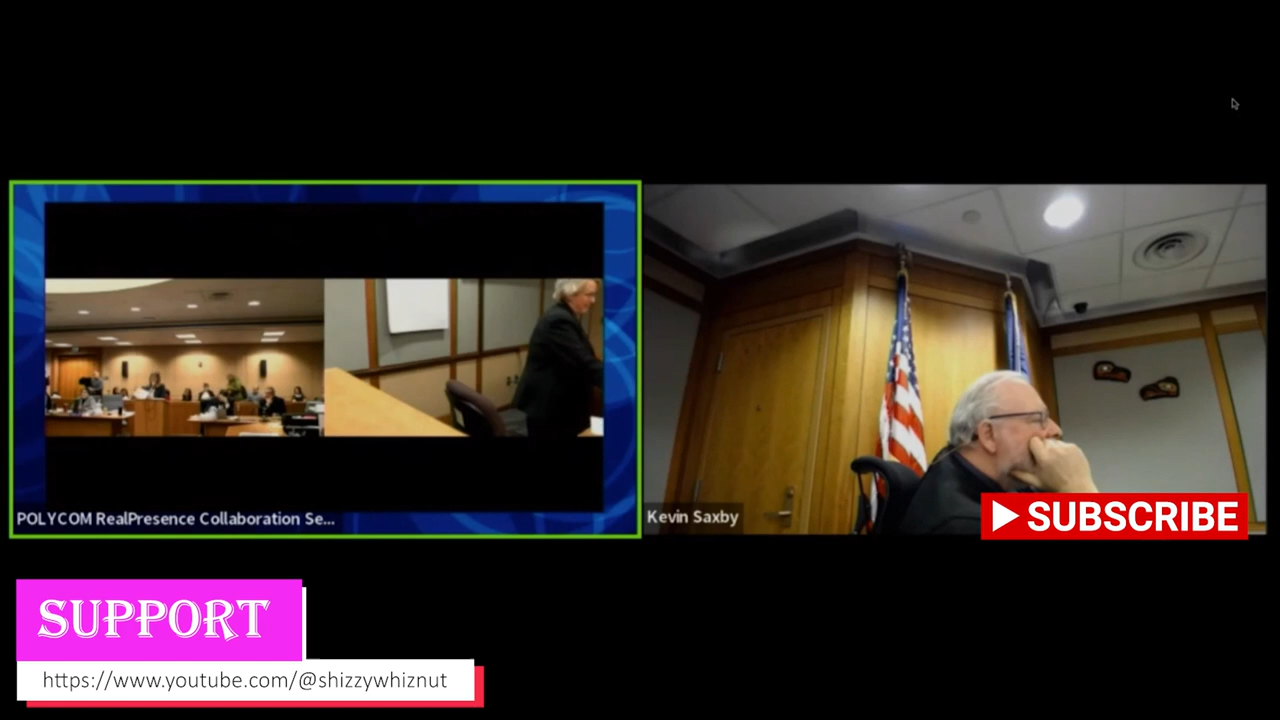 POLYCOM RealPresence Collaboration Se...
Kevin Saxby
SUBSCRIBE
SUPPORT
https://www.youtube.com/@shizzywhiznut